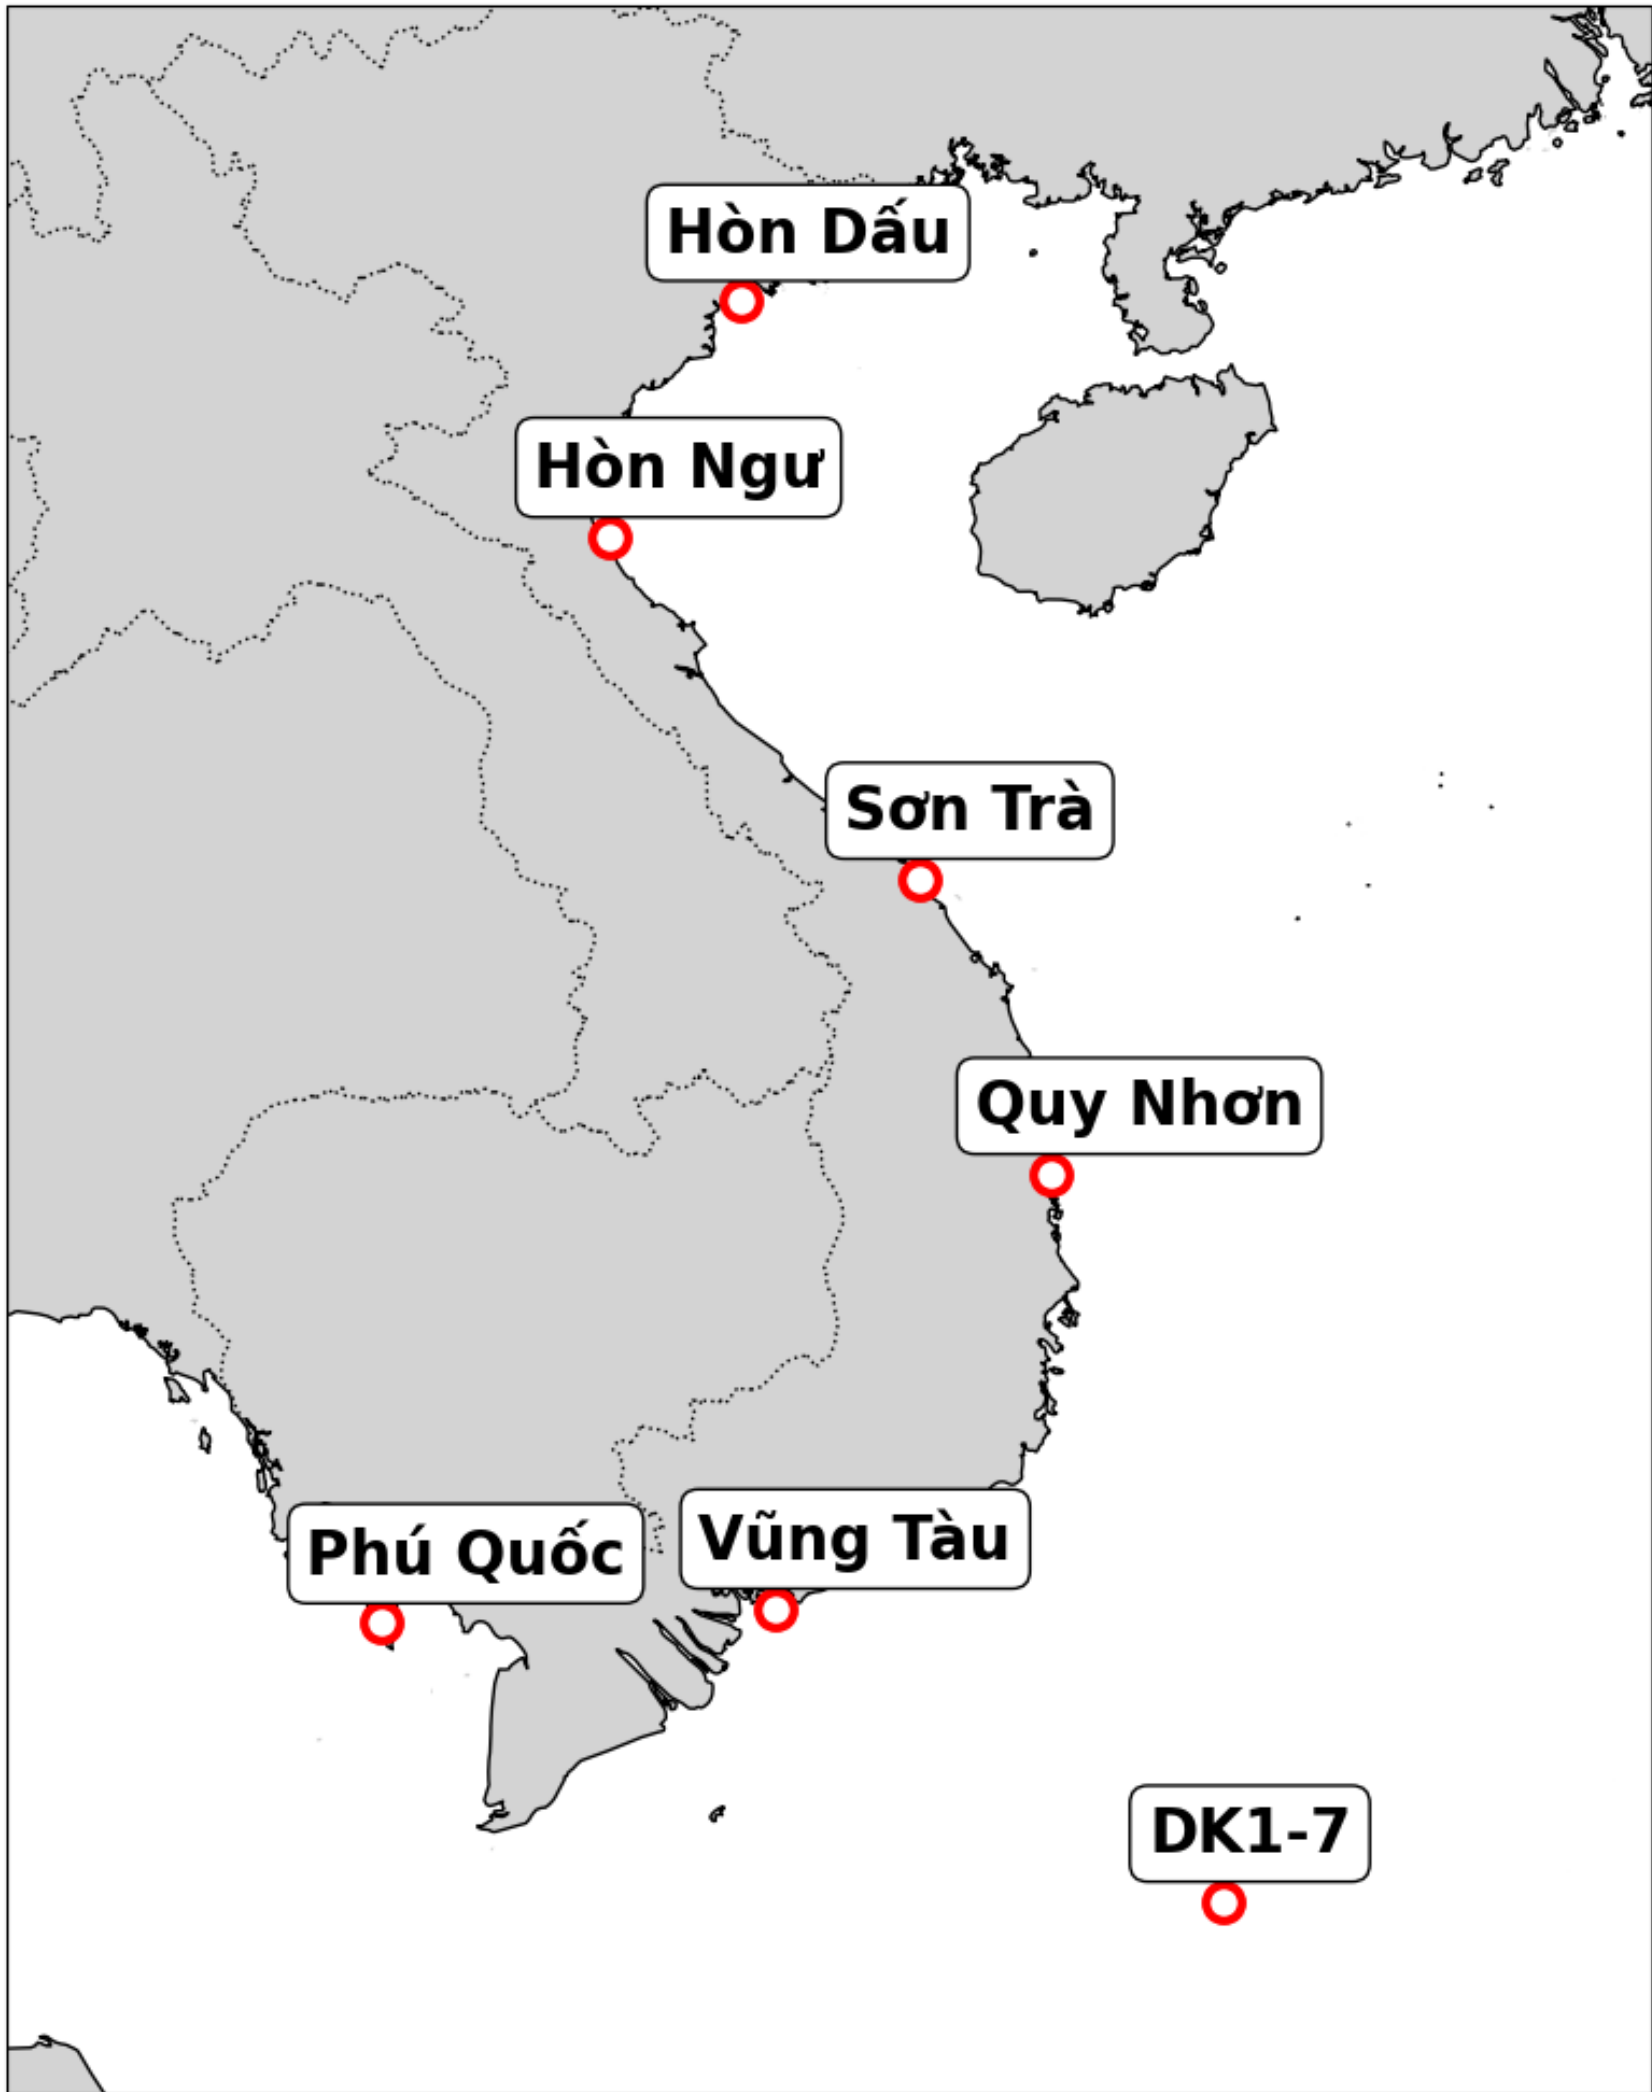 Hòn Dấu
Hòn Ngư
Sơn Trà
Quy Nhơn
Vũng Tàu
Phú Quốc
DK1-7